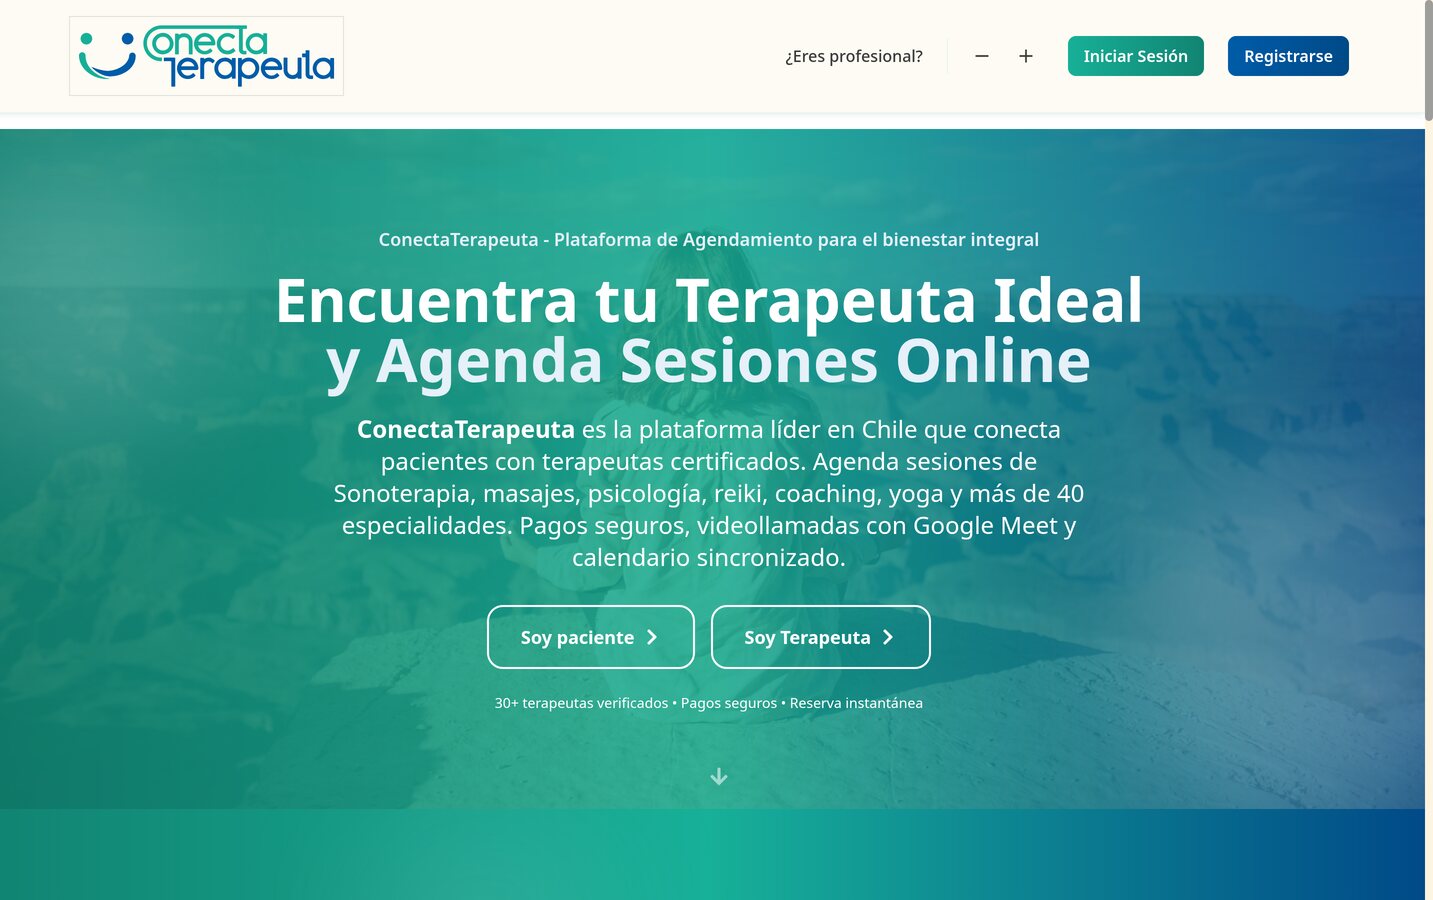 Conecta
Terapeuta
¿Eres profesional?
Iniciar Sesión
Registrarse
ConectaTerapeuta - Plataforma de Agendamiento para el bienestar integral
Encuentra tu Terapeuta Ideal
y Agenda Sesiones Online
ConectaTerapeuta es la plataforma líder en Chile que conecta
pacientes con terapeutas certificados. Agenda sesiones de
Sonoterapia, masajes, psicología, reiki, coaching, yoga y más de 40
especialidades. Pagos seguros, videollamadas con Google Meet y
calendario sincronizado.
Soy paciente
Soy Terapeuta
30+ terapeutas verificados • Pagos seguros • Reserva instantánea